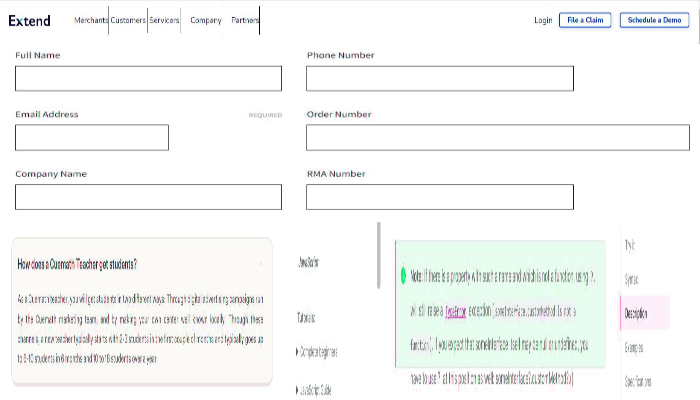 Extend
Merchants Customers Servicers Company Partners
Login File a Claim Schedule a Demo
Full Name
Phone Number
Email Address REQUIRED
Order Number
Company Name
RMA Number
How does a Cuemath Teacher get students?
As a Cuemath teacher, you will get students in two different ways: Through digital advertising campaigns run
by the Cuemath marketing team, and by making your own center well known locally. Through these
channels, a new teacher typically starts with 2-3 students in the first couple of months and typically goes up
to 8-10 students in 6 months and 10 to 18 students over a year.
JavaScript
Tutorials
Complete beginners
JavaScript Guide
Note: If there is a property with such a name and which is not a function, using ?.
will still raise a TypeError exception (someInterface.customMethod is not a
function). If you expect that someInterface itself may be null or undefined, you
have to use ?. at this position as well: someInterface?.customMethod?.()
Try it
Syntax
Description
Examples
Specifications